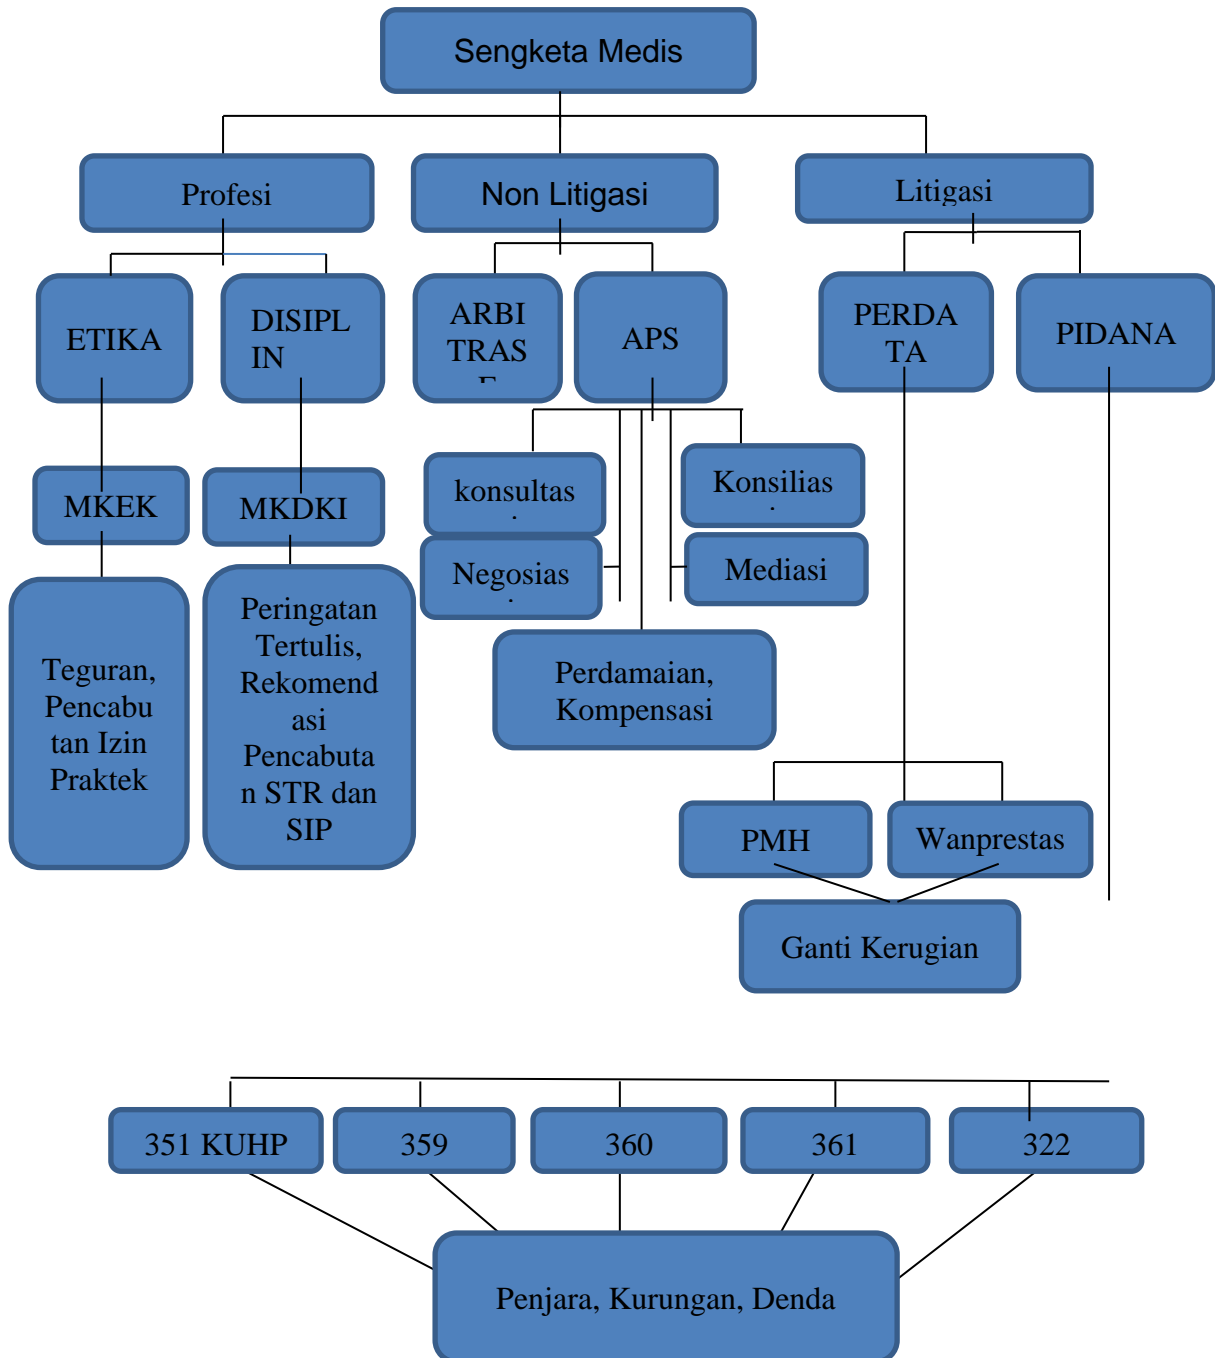 Sengketa Medis
Profesi
Non Litigasi
Litigasi
ETIKA
DISIPL
IN
ARBI
TRAS
APS
PERDA
TA
PIDANA
MKEK
MKDKI
konsultas
Konsilias
Negosias
Mediasi
Teguran,
Pencabu
tan Izin
Praktek
Peringatan
Tertulis,
Rekomend
asi
Pencabuta
n STR dan
SIP
Perdamaian,
Kompensasi
PMH
Wanprestas
Ganti Kerugian
351 KUHP
359
360
361
322
Penjara, Kurungan, Denda